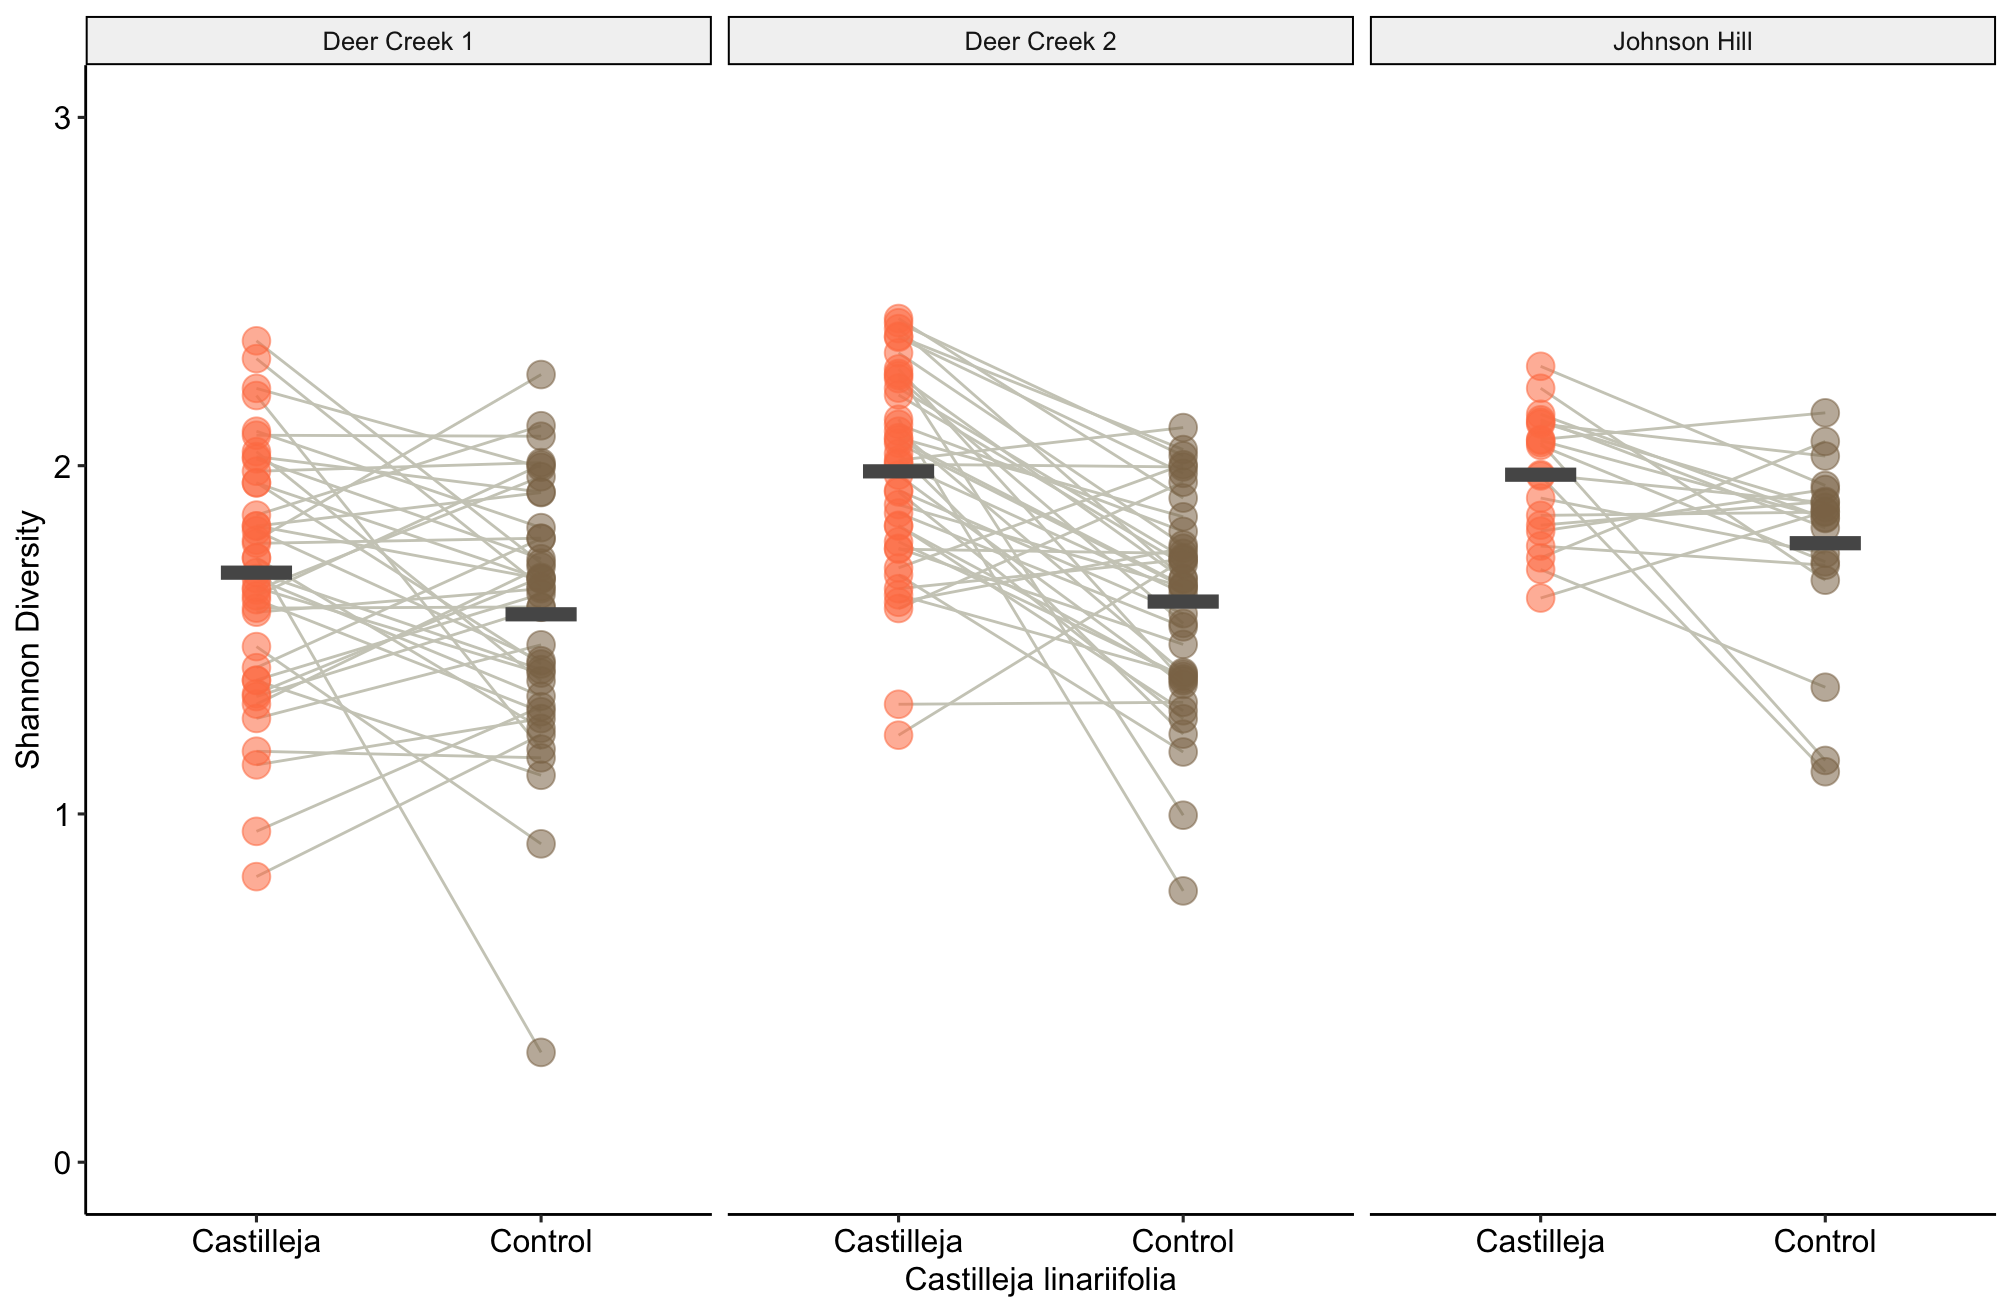 Deer Creek 1
Deer Creek 2
Johnson Hill
Shannon Diversity
3
2
1
0
Castilleja
Control
Castilleja
Control
Castilleja
Control
Castilleja linariifolia